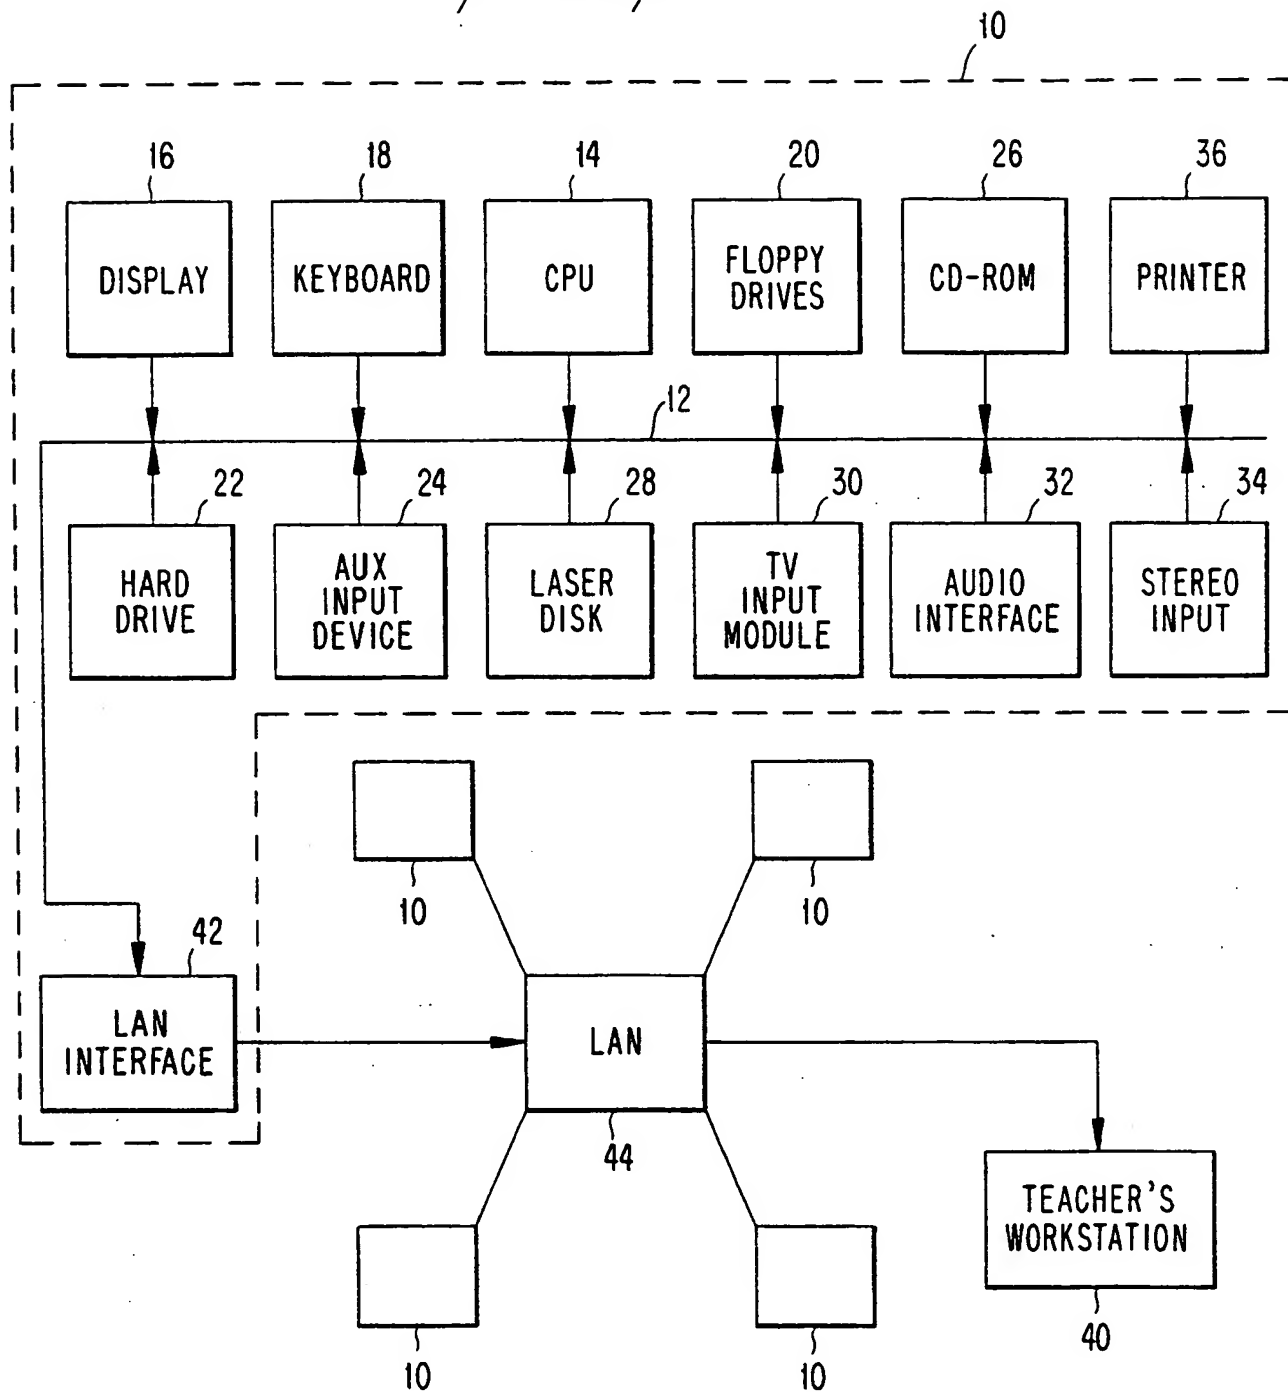 10
16
18
14
20
26
36
DISPLAY
KEYBOARD
CPU
FLOPPY
DRIVES
CD-ROM
PRINTER
12
22
24
28
30
32
34
HARD
DRIVE
AUX
INPUT
DEVICE
LASER
DISK
TV
INPUT
MODULE
AUDIO
INTERFACE
STEREO
INPUT
10
10
42
LAN
INTERFACE
LAN
44
TEACHER'S
WORKSTATION
40
10
10